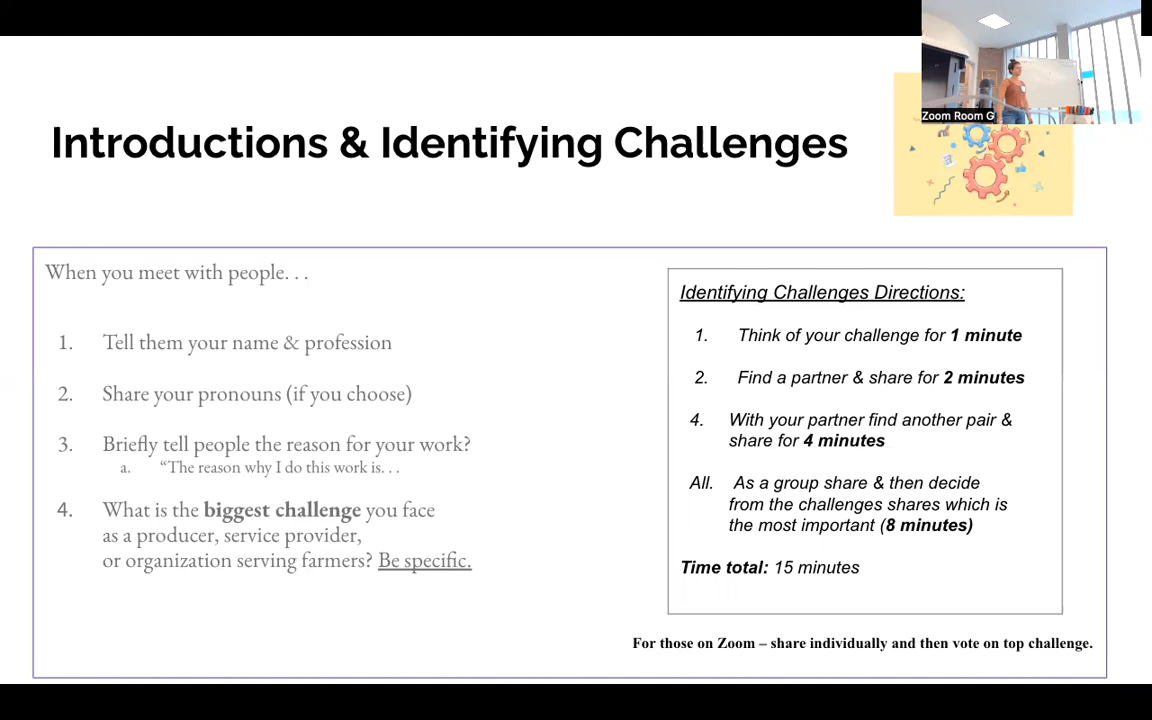 Zoom Room G
Introductions & Identifying Challenges
When you meet with people. . .
1. Tell them your name & profession
2. Share your pronouns (if you choose)
3. Briefly tell people the reason for your work?
a. “The reason why I do this work is. . .
4. What is the biggest challenge you face
as a producer, service provider,
or organization serving farmers? Be specific.
Identifying Challenges Directions:
1. Think of your challenge for 1 minute
2. Find a partner & share for 2 minutes
4. With your partner find another pair &
share for 4 minutes
All. As a group share & then decide
from the challenges shares which is
the most important (8 minutes)
Time total: 15 minutes
For those on Zoom – share individually and then vote on top challenge.